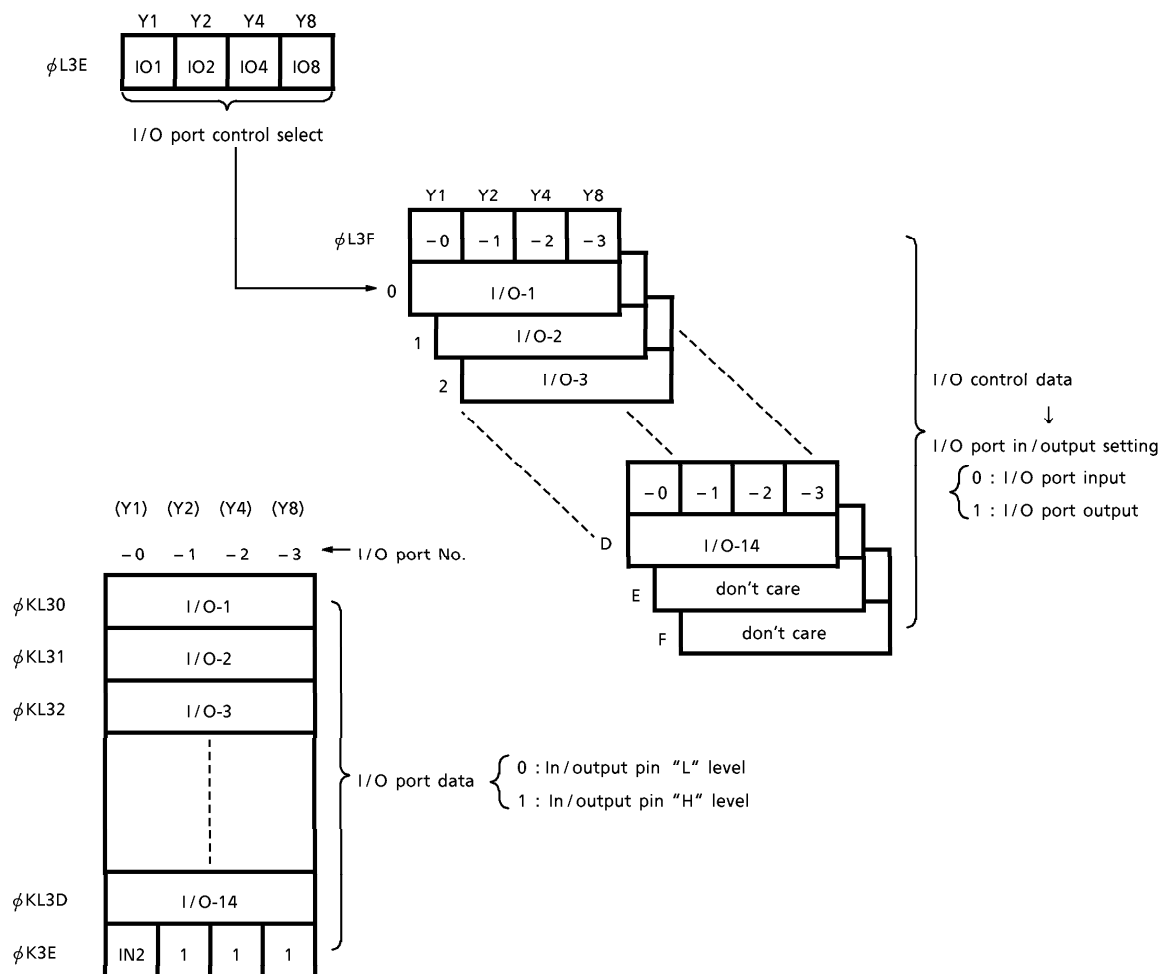 Y1 Y2 Y4 Y8
ϕL3E IO1 IO2 IO4 IO8
I/O port control select
Y1 Y2 Y4 Y8
ϕL3F -0 -1 -2 -3
0 I/O-1
1 I/O-2
2 I/O-3
I/O control data
↓
I/O port in/output setting
0 : I/O port input
1 : I/O port output
-0 -1 -2 -3
D I/O-14
E don't care
F don't care
(Y1) (Y2) (Y4) (Y8)
-0 -1 -2 -3 ← I/O port No.
ϕKL30 I/O-1
ϕKL31 I/O-2
ϕKL32 I/O-3
I/O port data
0 : In/output pin “L“ level
1 : In/output pin “H“ level
ϕKL3D I/O-14
ϕK3E IN2 1 1 1